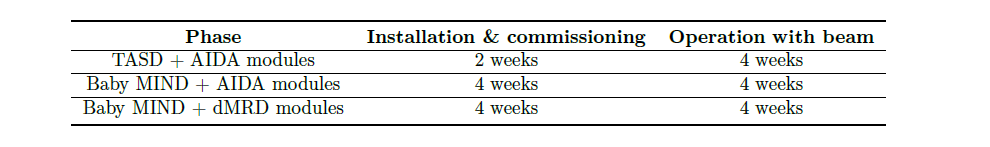 Phase Installation & commissioning Operation with beam
TASD + AIDA modules 2 weeks 4 weeks
Baby MIND + AIDA modules 4 weeks 4 weeks
Baby MIND + dMRD modules 4 weeks 4 weeks